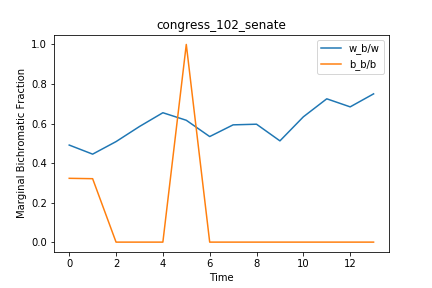 congress_102_senate
w_b/w
b_b/b
Marginal Bichromatic Fraction
1.0
0.8
0.6
0.4
0.2
0.0
0 2 4 6 8 10 12
Time